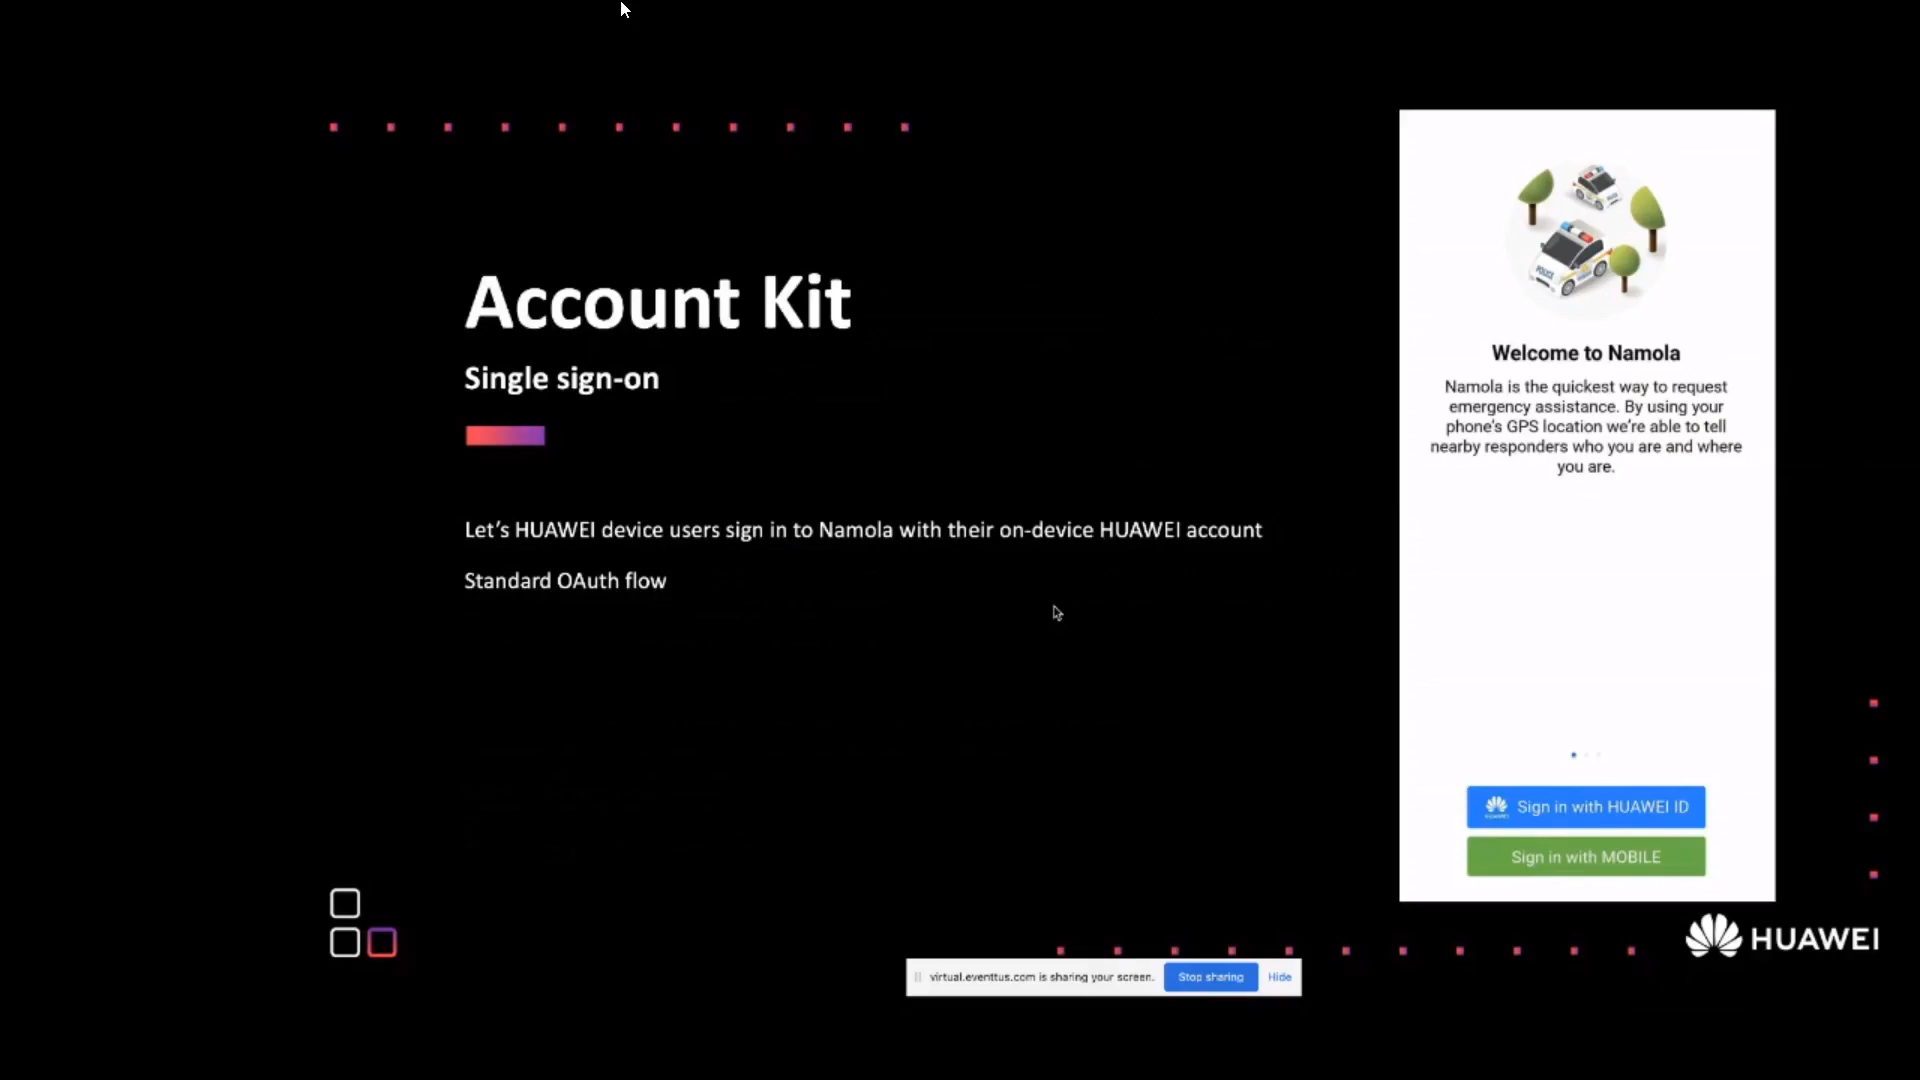 Account Kit
Single sign-on
Let's HUAWEI device users sign in to Namola with their on-device HUAWEI account
Standard OAuth flow
POLICE
Welcome to Namola
Namola is the quickest way to request
emergency assistance. By using your
phone's GPS location we're able to tell
nearby responders who you are and where
you are.
HUAWEI
Sign in with HUAWEI ID
Sign in with MOBILE
HUAWEI
virtual.eventtus.com is sharing your screen.
Stop sharing
Hide